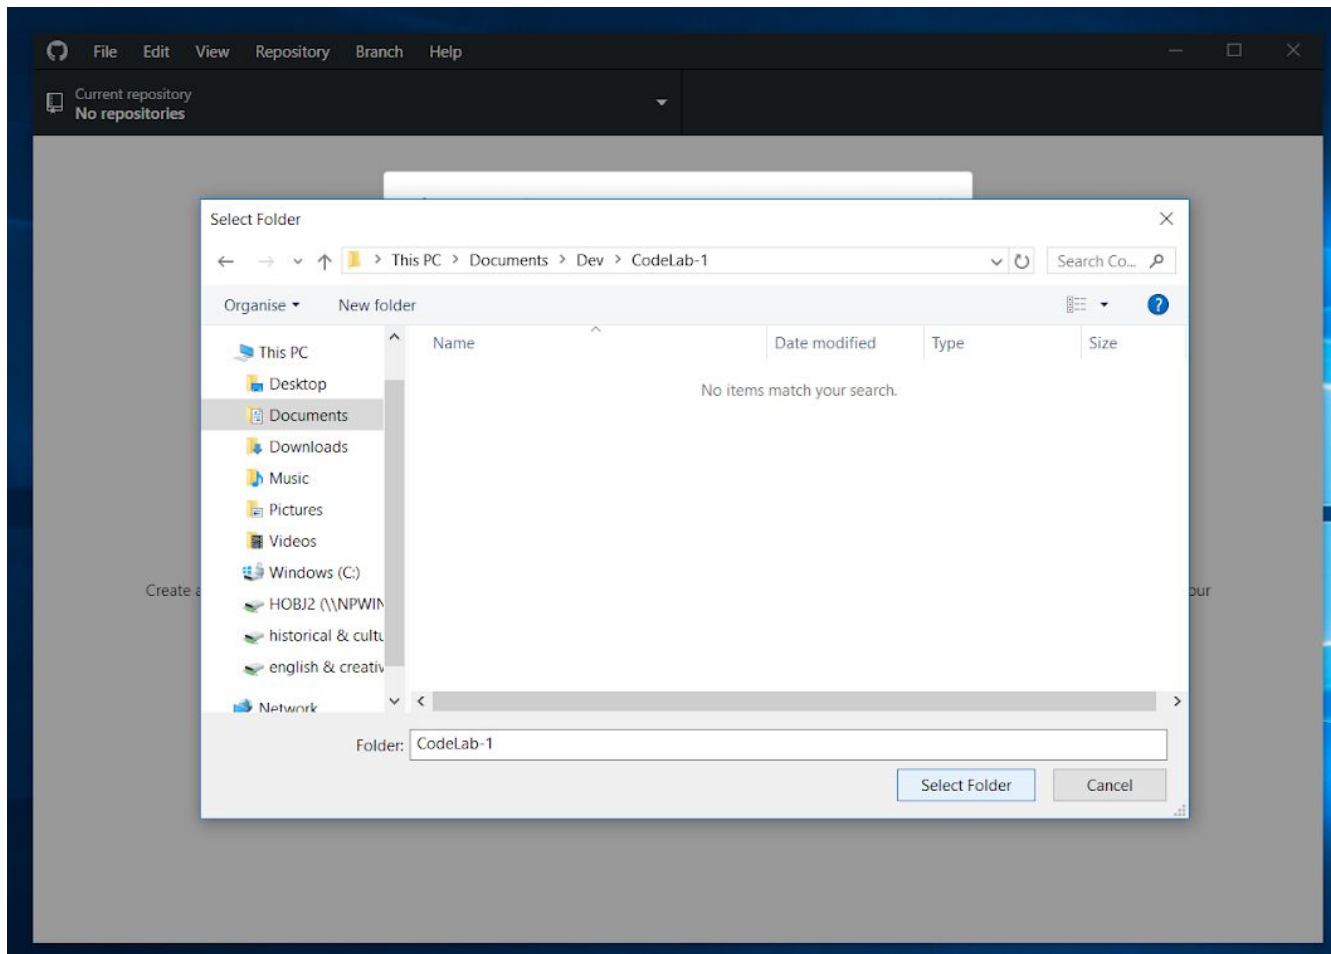 File Edit View Repository Branch Help
Current repository
No repositories
Select Folder
This PC > Documents > Dev > CodeLab-1
Search Co...
Organise New folder
?
Name Date modified Type Size
No items match your search.
This PC
Desktop
Documents
Downloads
Music
Pictures
Videos
Windows (C:)
HOBJ2 (\\NPWIN
historical & cultu
english & creativ
Network
Create
our
Folder: CodeLab-1
Select Folder Cancel